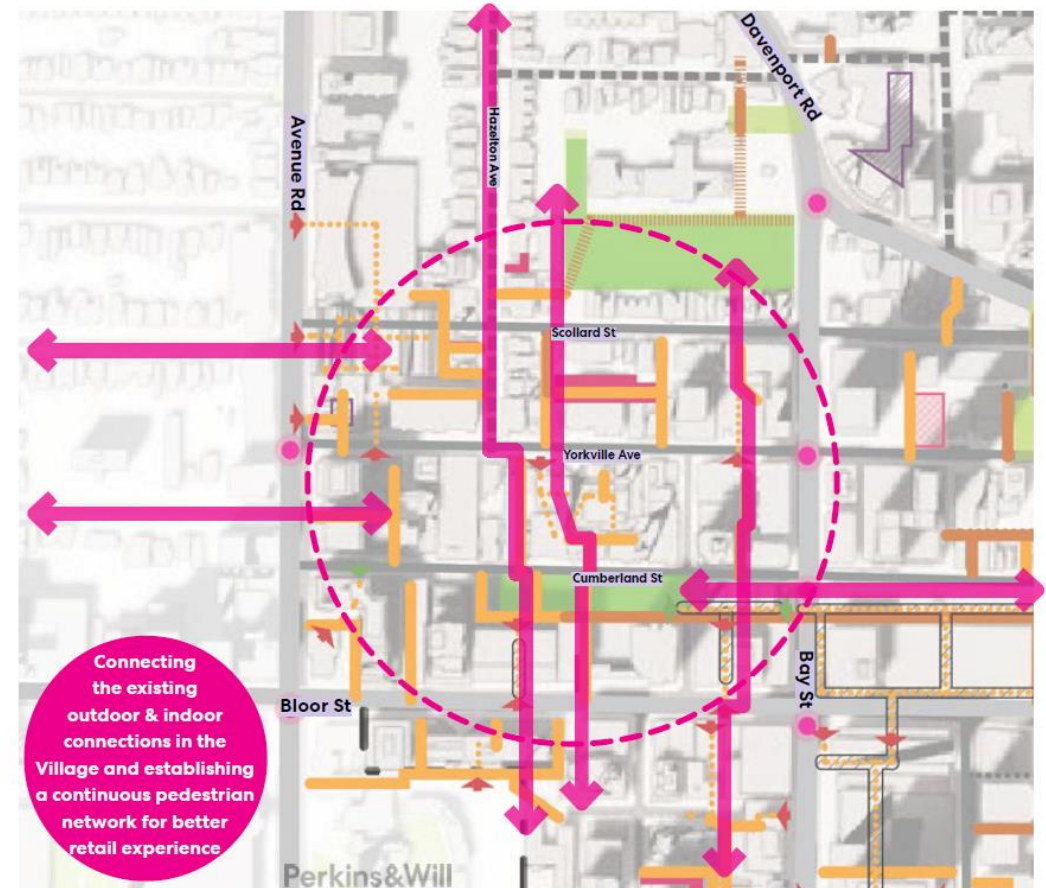 Davenport Rd
Avenue Rd
Hazelton Ave
Scollard St
Yorkville Ave
Cumberland St
Bay St
Bloor St
Connecting
the existing
outdoor & indoor
connections in the
Village and establishing
a continuous pedestrian
network for better
retail experience
Perkins&Will